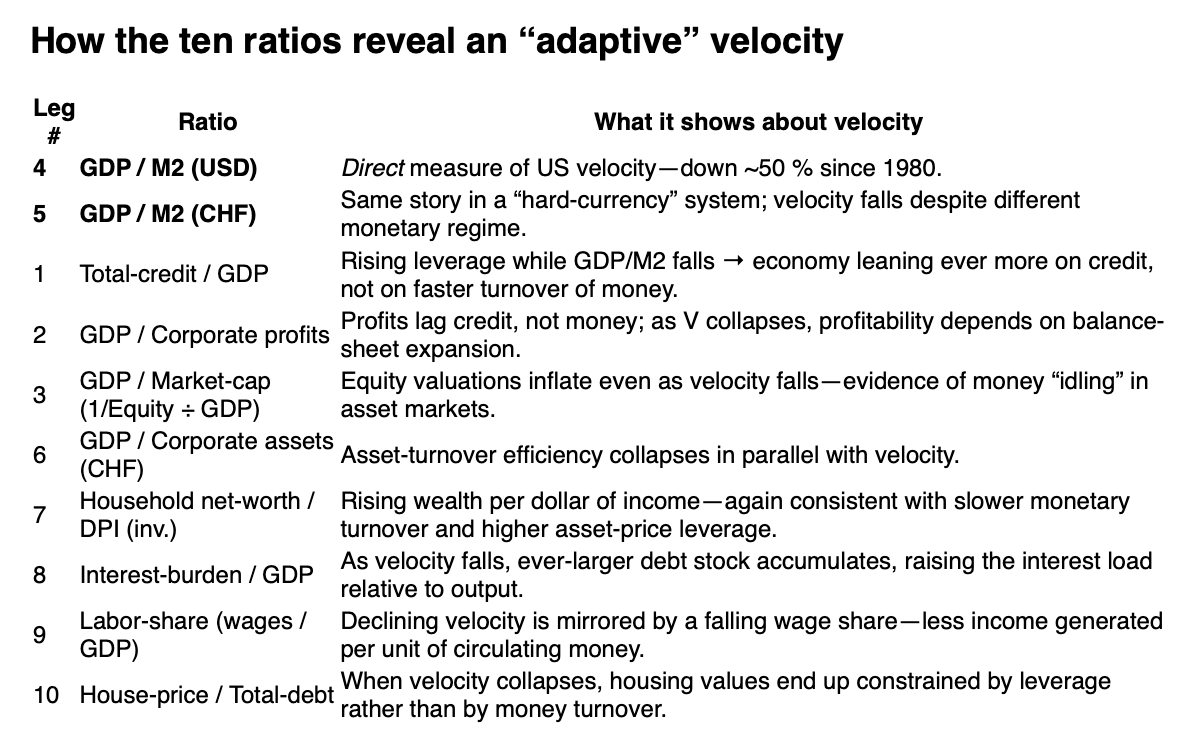 How the ten ratios reveal an “adaptive” velocity
Leg
#
Ratio
What it shows about velocity
4 GDP / M2 (USD) Direct measure of US velocity—down ~50 % since 1980.
5 GDP / M2 (CHF) Same story in a “hard-currency” system; velocity falls despite different
monetary regime.
1 Total-credit / GDP Rising leverage while GDP/M2 falls → economy leaning ever more on credit,
not on faster turnover of money.
2 GDP / Corporate profits Profits lag credit, not money; as V collapses, profitability depends on balance-
sheet expansion.
3 GDP / Market-cap
(1/Equity ÷ GDP)
Equity valuations inflate even as velocity falls—evidence of money “idling” in
asset markets.
6 GDP / Corporate assets
(CHF)
Asset-turnover efficiency collapses in parallel with velocity.
7 Household net-worth /
DPI (inv.)
Rising wealth per dollar of income—again consistent with slower monetary
turnover and higher asset-price leverage.
8 Interest-burden / GDP As velocity falls, ever-larger debt stock accumulates, raising the interest load
relative to output.
9 Labor-share (wages /
GDP)
Declining velocity is mirrored by a falling wage share—less income generated
per unit of circulating money.
10 House-price / Total-debt When velocity collapses, housing values end up constrained by leverage
rather than by money turnover.